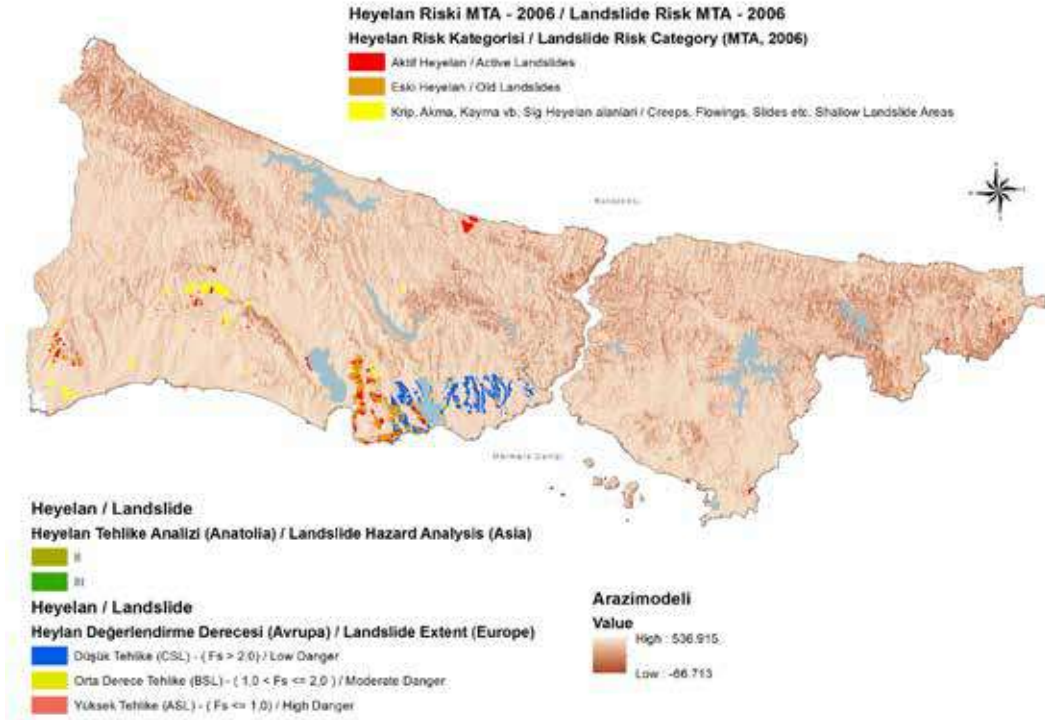 Heyelan Riski MTA - 2006 / Landslide Risk MTA - 2006
Heyelan Risk Kategorisi / Landslide Risk Category (MTA, 2006)
Aktif Heyelan / Active Landslides
Eski Heyelan / Old Landslides
Krip, Akma, Kayma vb. Sig Heyelan alanlari / Creeps, Flowings, Slides etc. Shallow Landslide Areas
Karadeniz
Marmara Denizi
Heyelan / Landslide
Heyelan Tehlike Analizi (Anatolia) / Landslide Hazard Analysis (Asia)
II
III
Heyelan / Landslide
Heylan Değerlendirme Derecesi (Avrupa) / Landslide Extent (Europe)
Düşük Tehlike (CSL) - ( Fs > 2,0) / Low Danger
Orta Derece Tehlike (BSL) - ( 1,0 < Fs <= 2,0 ) / Moderate Danger
Yüksek Tehlike (ASL) - ( Fs <= 1,0) / High Danger
Arazimodeli
Value
High : 536.915
Low : -66.713